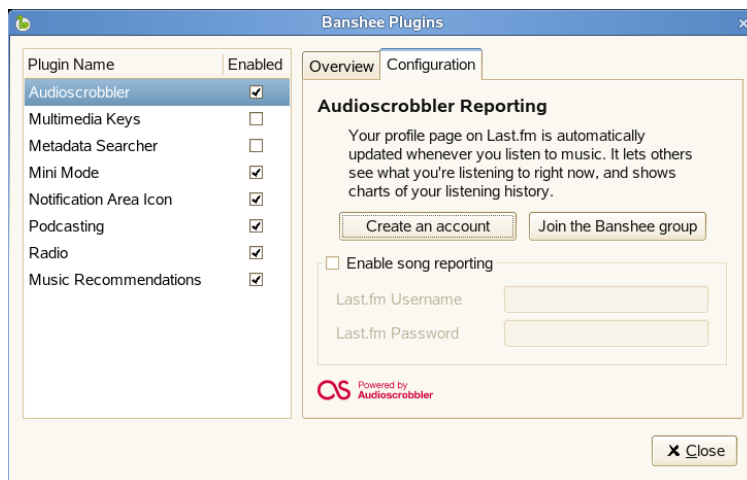 Banshee Plugins
Plugin Name Enabled
Audioscrobbler
Multimedia Keys
Metadata Searcher
Mini Mode
Notification Area Icon
Podcasting
Radio
Music Recommendations
Overview Configuration
Audioscrobbler Reporting
Your profile page on Last.fm is automatically
updated whenever you listen to music. It lets others
see what you're listening to right now, and shows
charts of your listening history.
Create an account Join the Banshee group
Enable song reporting
Last.fm Username
Last.fm Password
Powered by
Audioscrobbler
Close